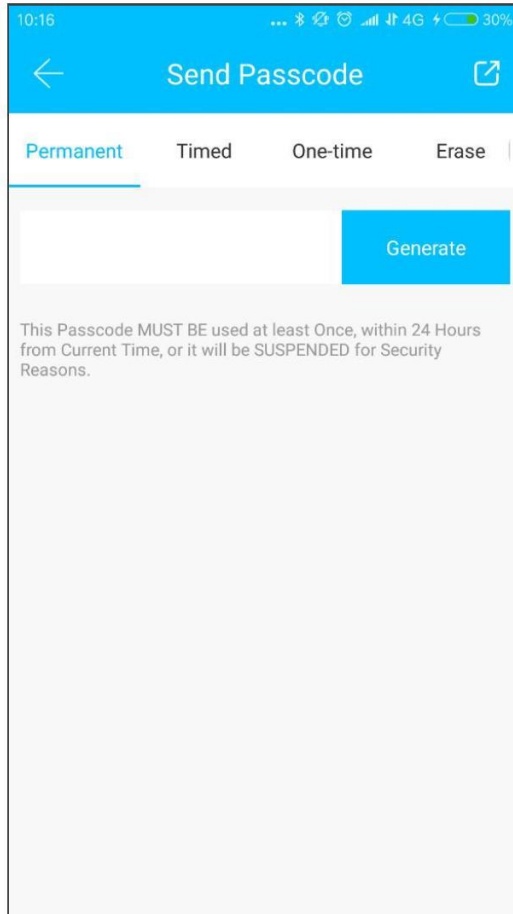 10:16 ... 4G 30%
Send Passcode
Permanent Timed One-time Erase
Generate
This Passcode MUST BE used at least Once, within 24 Hours
from Current Time, or it will be SUSPENDED for Security
Reasons.